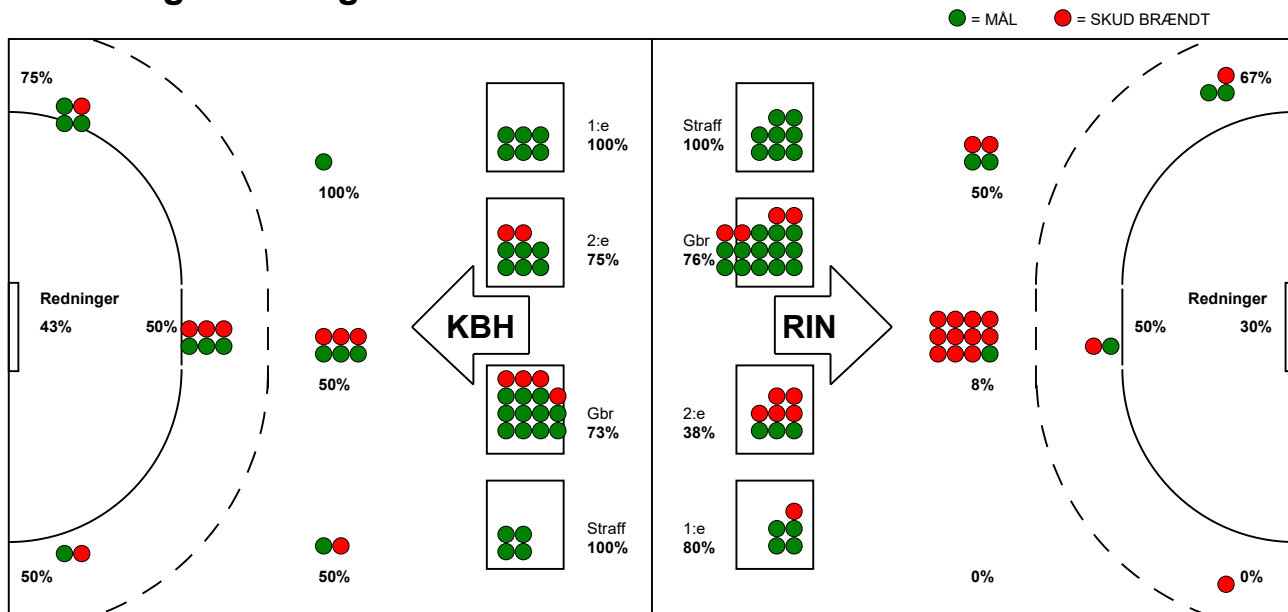 = MÅL = SKUD BRÆNDT
75%
67%
1:e
100%
Straff
100%
100%
50%
2:e
75%
Gbr
76%
Redninger
43%
50%
KBH
RIN
50%
Redninger
30%
50%
8%
Gbr
73%
2:e
38%
Straff
100%
1:e
80%
50%
50%
0%
0%